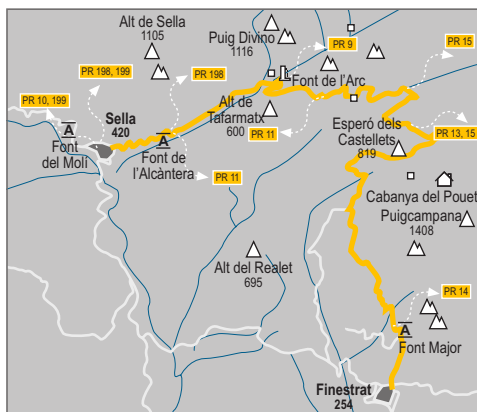 Alt de Sella
1105
Puig Divino
1116
PR 9
PR 15
PR 198, 199
PR 198
Font de l'Arc
PR 10, 199
Sella
420
Alt de
Tafarmatx
600
PR 11
Esperó dels
Castellets
819
PR 13, 15
Font
del Molí
Font de
l'Alcàntera
PR 11
Cabanya del Pouet
Puigcampana
1408
Alt del Realet
695
PR 14
Font Major
Finestrat
254